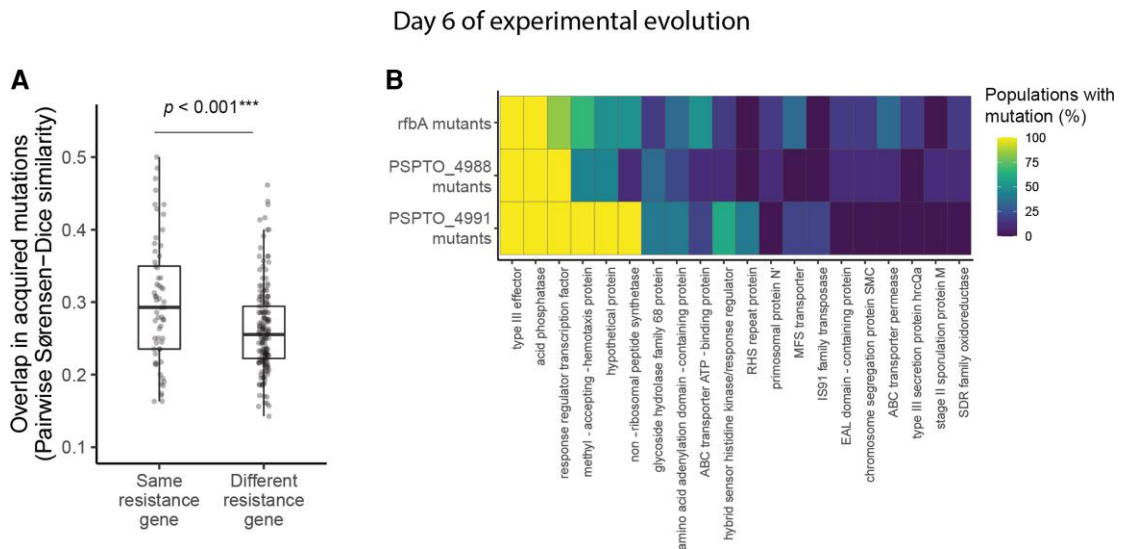 Day 6 of experimental evolution
A
p < 0.001***
Overlap in acquired mutations
(Pairwise Sørensen−Dice similarity)
0.5
0.4
0.3
0.2
0.1
Same
resistance
gene
Different
resistance
gene
B
rfbA mutants
PSPTO_4988
mutants
PSPTO_4991
mutants
type III effector
acid phosphatase
response regulator transcription factor
methyl - accepting - hemotaxis protein
hypothetical protein
non - ribosomal peptide synthetase
glycoside hydrolase family 68 protein
amino acid adenylation domain - containing protein
ABC transporter ATP - binding protein
hybrid sensor histidine kinase/response regulator
RHS repeat protein
primosomal protein N'
MFS transporter
IS91 family transposase
EAL domain - containing protein
chromosome segregation protein SMC
ABC transporter permease
type III secretion protein hrcQa
stage II sporulation protein M
SDR family oxidoreductase
Populations with
mutation (%)
100
75
50
25
0